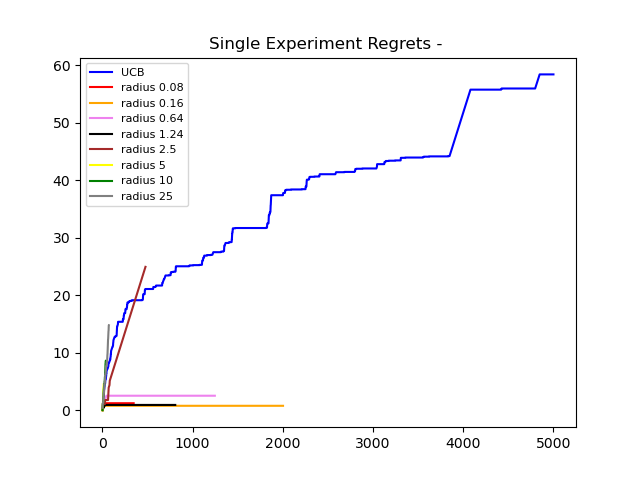 Single Experiment Regrets -
60
50
40
30
20
10
0
UCB
radius 0.08
radius 0.16
radius 0.64
radius 1.24
radius 2.5
radius 5
radius 10
radius 25
0 1000 2000 3000 4000 5000